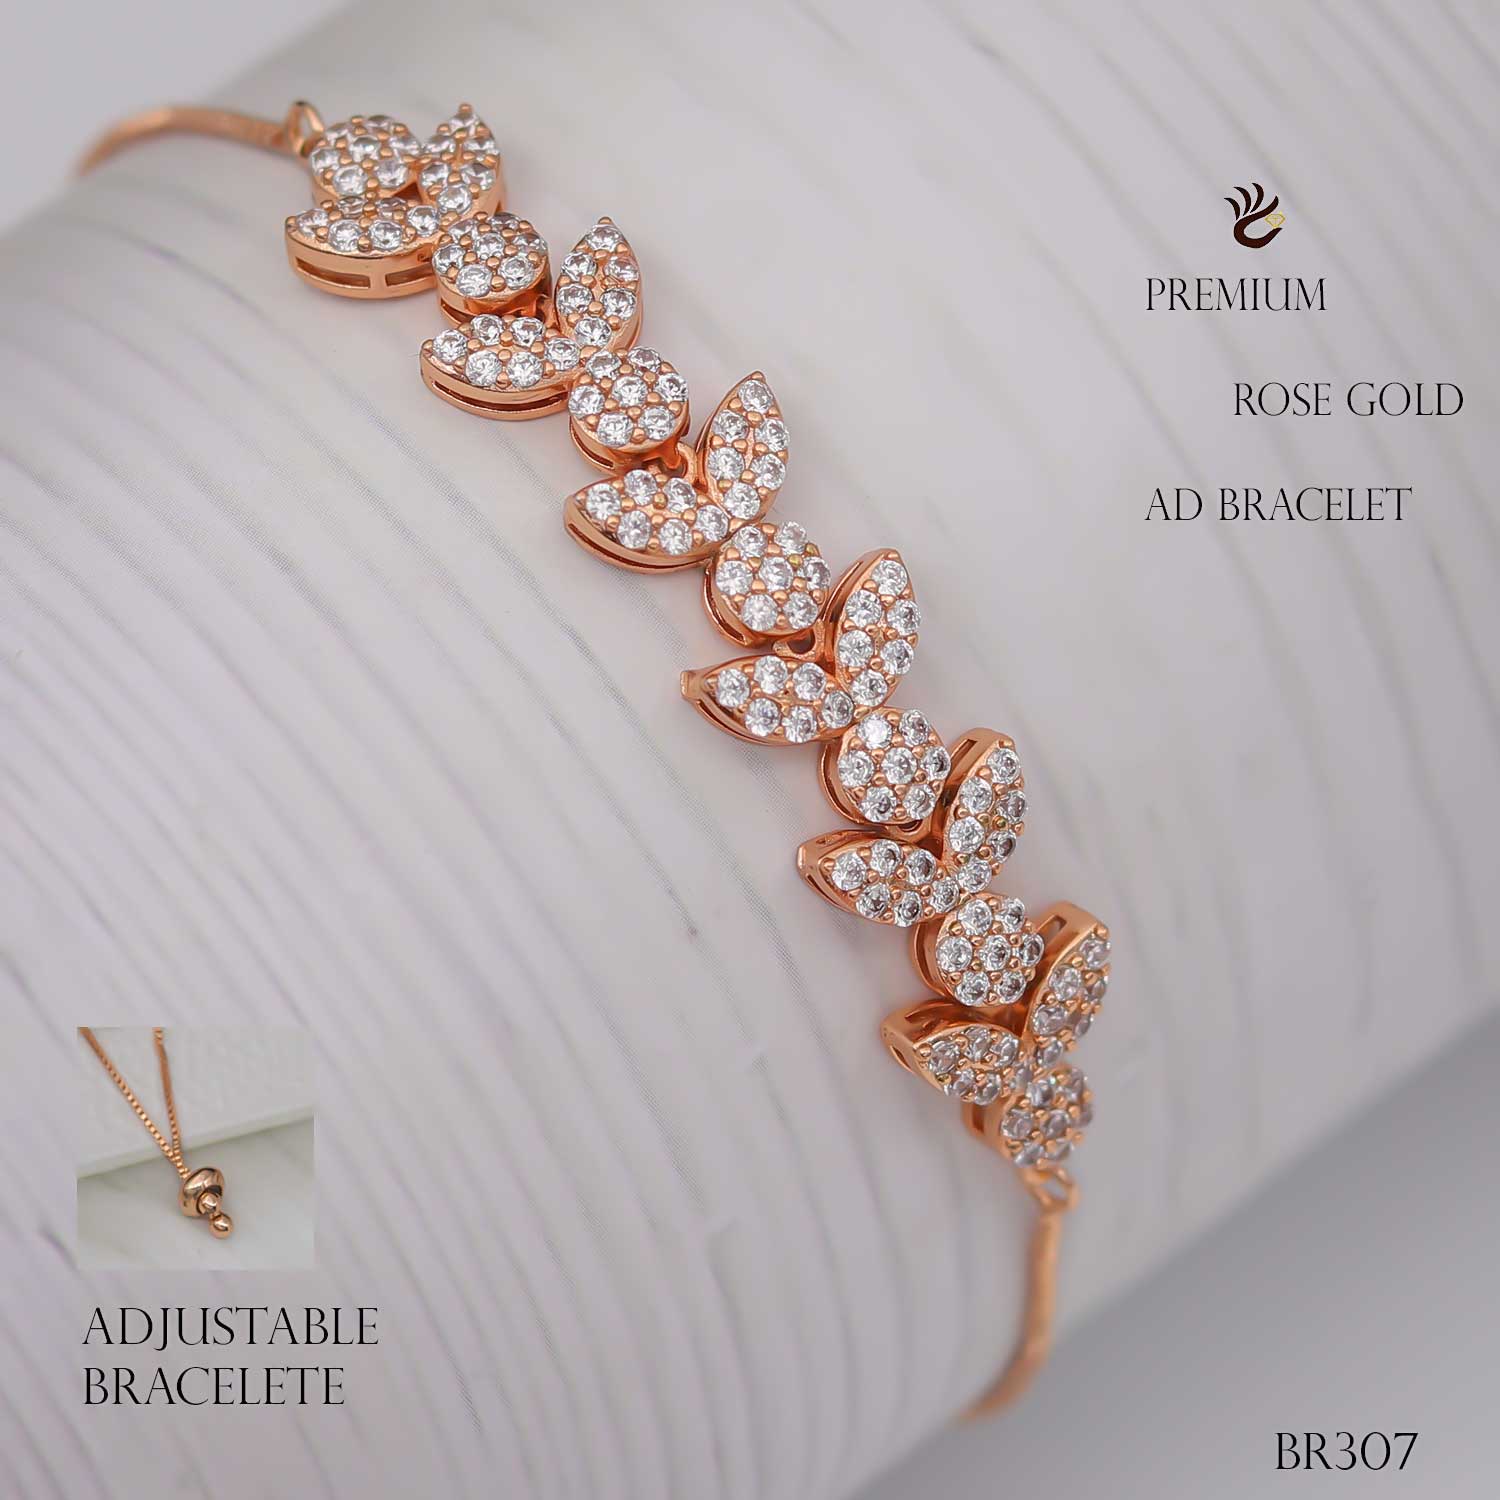 PREMIUM
ROSE GOLD
AD BRACELET
ADJUSTABLE
BRACELETE
BR307